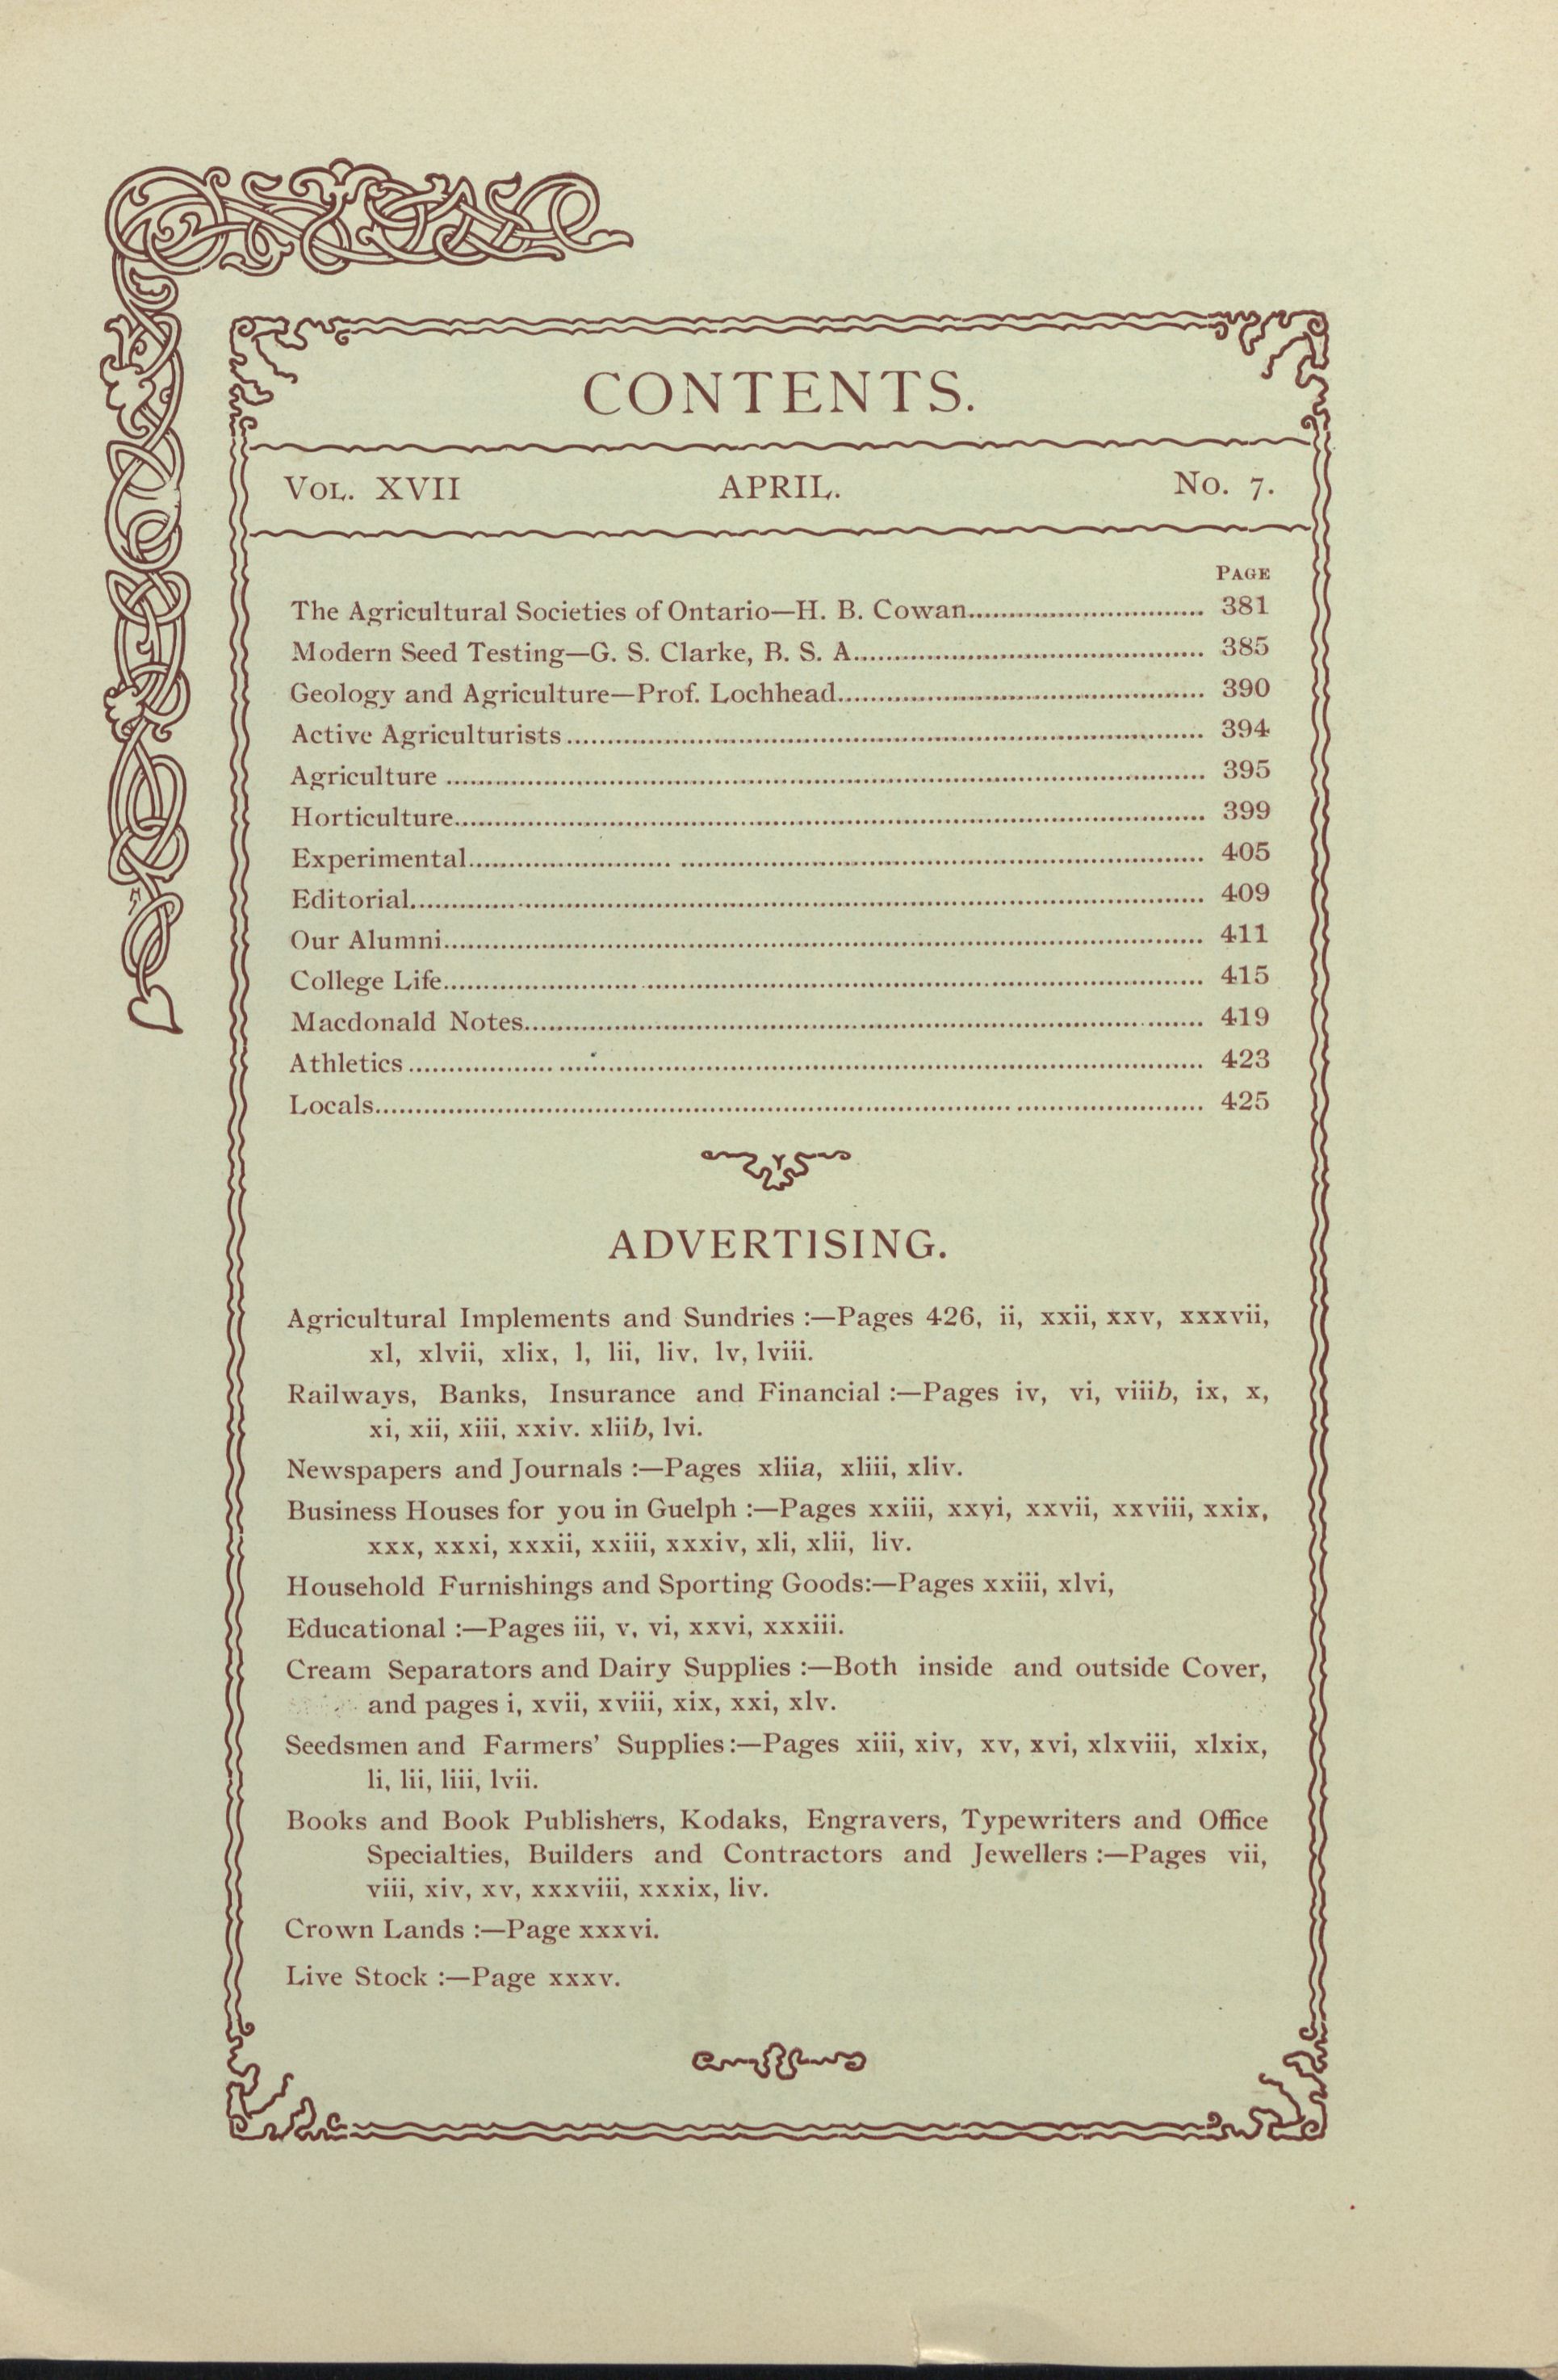 CONTENTS.
VOL. XVII APRIL. No. 7.
PAGE
The Agricultural Societies of Ontario—H. B. Cowan............................ 381
Modern Seed Testing—G. S. Clarke, B. S. A............................................ 385
Geology and Agriculture—Prof. Lochhead............................................. 390
Active Agriculturists............................................................................... 394
Agriculture .............................................................................................. 395
Horticulture............................................................................................. 399
Experimental........................................................................................... 405
Editorial.................................................................................................. 409
Our Alumni.............................................................................................. 411
College Life.............................................................................................. 415
Macdonald Notes.................................................................................... 419
Athletics .................................................................................................. 423
Locals....................................................................................................... 425
ADVERTISING.
Agricultural Implements and Sundries :—Pages 426, ii, xxii, xxv, xxxvii,
xl, xlvii, xlix, l, lii, liv, lv, lviii.
Railways, Banks, Insurance and Financial :—Pages iv, vi, viiib, ix, x,
xi, xii, xiii, xxiv. xliib, lvi.
Newspapers and Journals :—Pages xliia, xliii, xliv.
Business Houses for you in Guelph :—Pages xxiii, xxvi, xxvii, xxviii, xxix,
xxx, xxxi, xxxii, xxiii, xxxiv, xli, xlii, liv.
Household Furnishings and Sporting Goods:—Pages xxiii, xlvi,
Educational :—Pages iii, v, vi, xxvi, xxxiii.
Cream Separators and Dairy Supplies :—Both inside and outside Cover,
and pages i, xvii, xviii, xix, xxi, xlv.
Seedsmen and Farmers' Supplies:—Pages xiii, xiv, xv, xvi, xlxviii, xlxix,
li, lii, liii, lvii.
Books and Book Publishers, Kodaks, Engravers, Typewriters and Office
Specialties, Builders and Contractors and Jewellers :—Pages vii,
viii, xiv, xv, xxxviii, xxxix, liv.
Crown Lands :—Page xxxvi.
Live Stock :—Page xxxv.